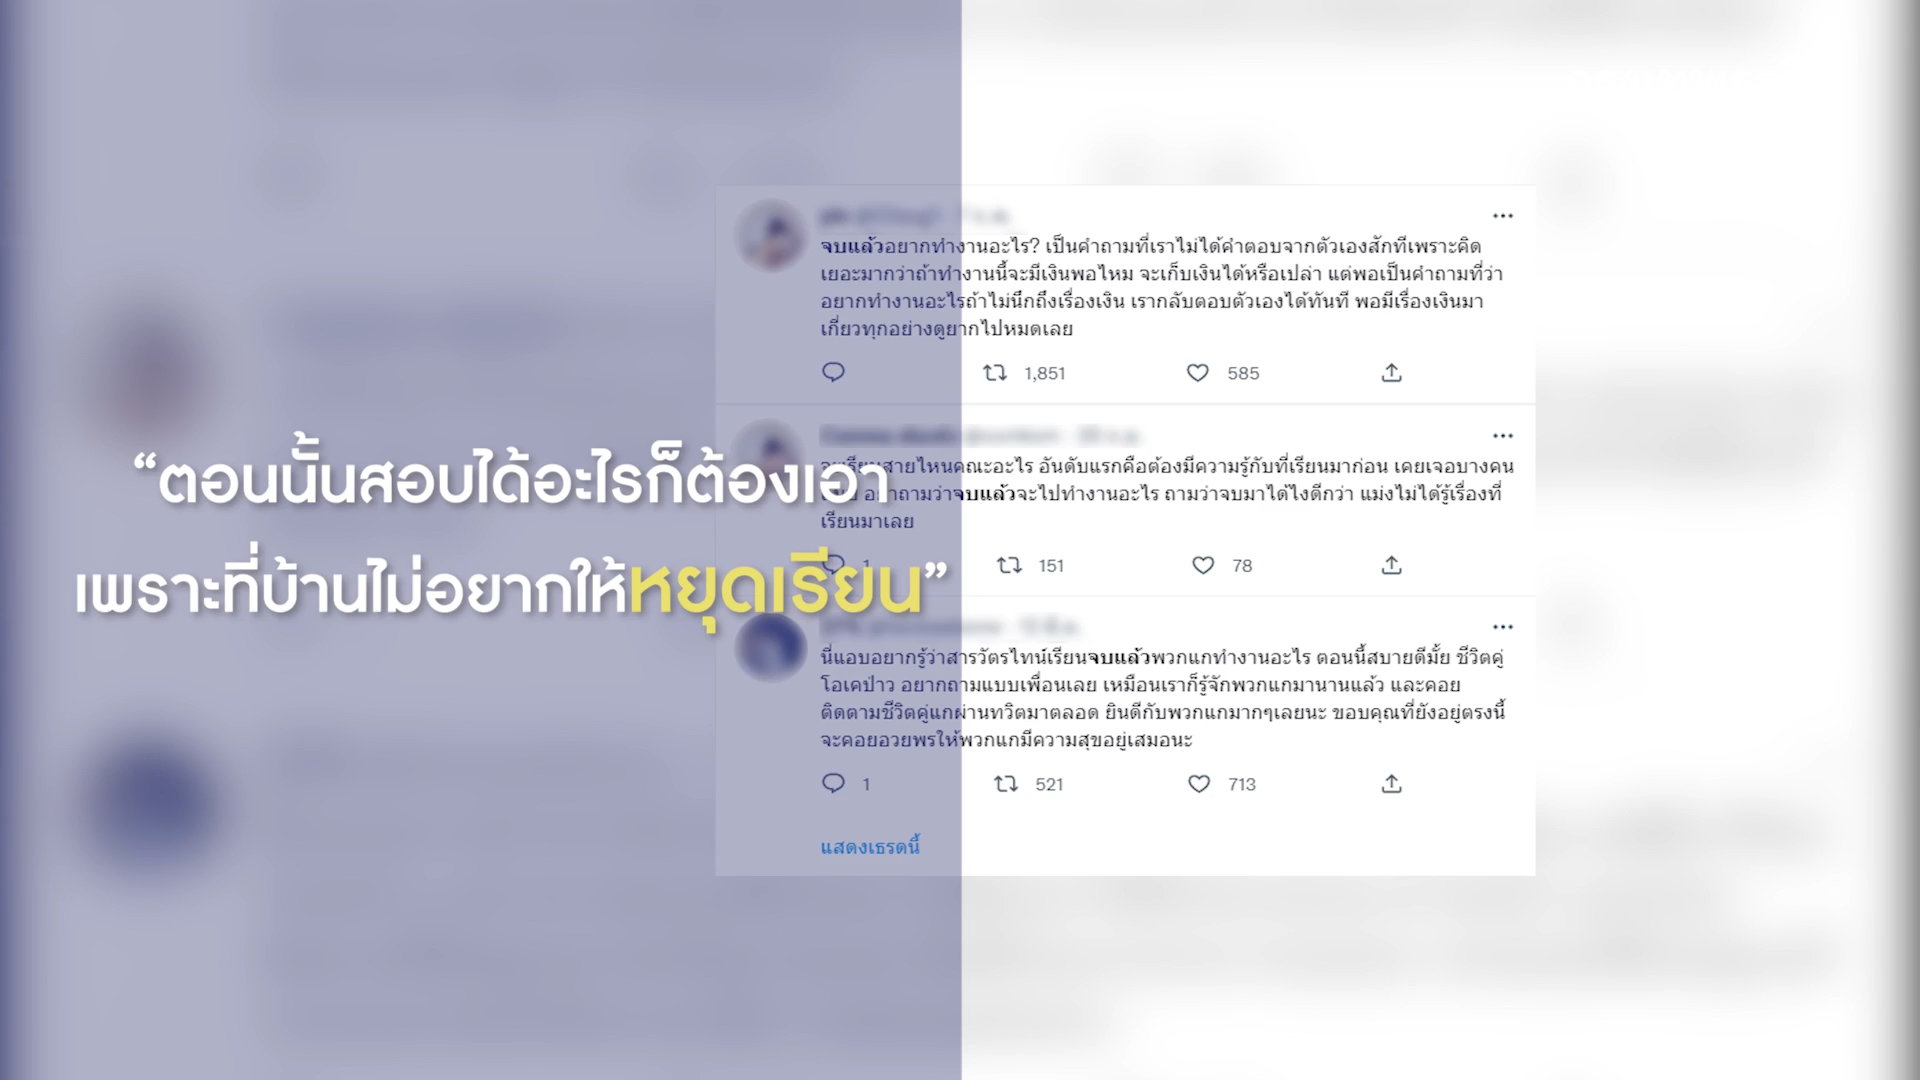 “ตอนนั้นสอบได้อะไรก็ต้องเอา
เพราะที่บ้านไม่อยากให้หยุดเรียน”
จบแล้วอยากทำงานอะไร? เป็นคำถามที่เราไม่ได้คำตอบจากตัวเองสักทีเพราะคิด
เยอะมากว่าถ้าทำงานนี้จะมีเงินพอไหม จะเก็บเงินได้หรือเปล่า แต่พอเป็นคำถามที่ว่า
อยากทำงานอะไรถ้าไม่นึกถึงเรื่องเงิน เรากลับตอบตัวเองได้ทันที พอมีเรื่องเงินมา
เกี่ยวทุกอย่างดูยากไปหมดเลย
1,851 585
จะเรียนสายไหนคณะอะไร อันดับแรกคือต้องมีความรู้กับที่เรียนมาก่อน เคยเจอบางคน
อย่าถามว่าจบแล้วจะไปทำงานอะไร ถามว่าจบมาได้ไงดีกว่า แม่งไม่ได้รู้เรื่องที่
เรียนมาเลย
1 151 78
นี่แอบอยากรู้ว่าสารวัตรไทน์เรียนจบแล้วพวกแกทำงานอะไร ตอนนี้สบายดีมั้ย ชีวิตคู่
โอเคป่าว อยากถามแบบเพื่อนเลย เหมือนเราก็รู้จักพวกแกมานานแล้ว และคอย
ติดตามชีวิตคู่แกผ่านทวิตมาตลอด ยินดีกับพวกแกมากๆเลยนะ ขอบคุณที่ยังอยู่ตรงนี้
จะคอยอวยพรให้พวกแกมีความสุขอยู่เสมอนะ
1 521 713
แสดงเธรดนี้